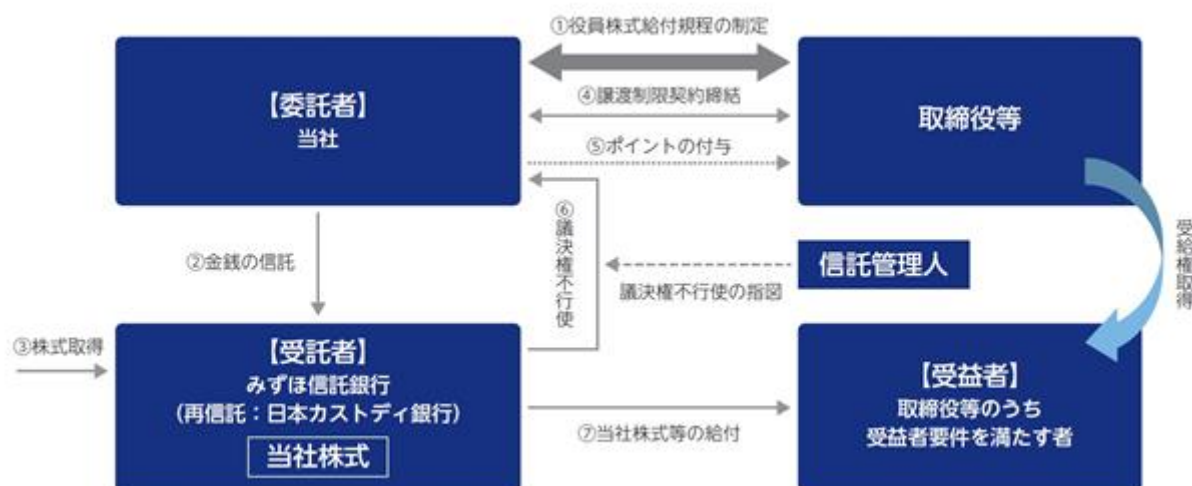 ①役員株式給付規程の制定
【委託者】
当社
④譲渡制限契約締結
取締役等
⑤ポイントの付与
②金銭の信託
⑥議決権不行使
信託管理人
議決権不行使の指図
受給権取得
③株式取得
【受託者】
みずほ信託銀行
(再信託：日本カストディ銀行)
当社株式
⑦当社株式等の給付
【受益者】
取締役等のうち
受益者要件を満たす者